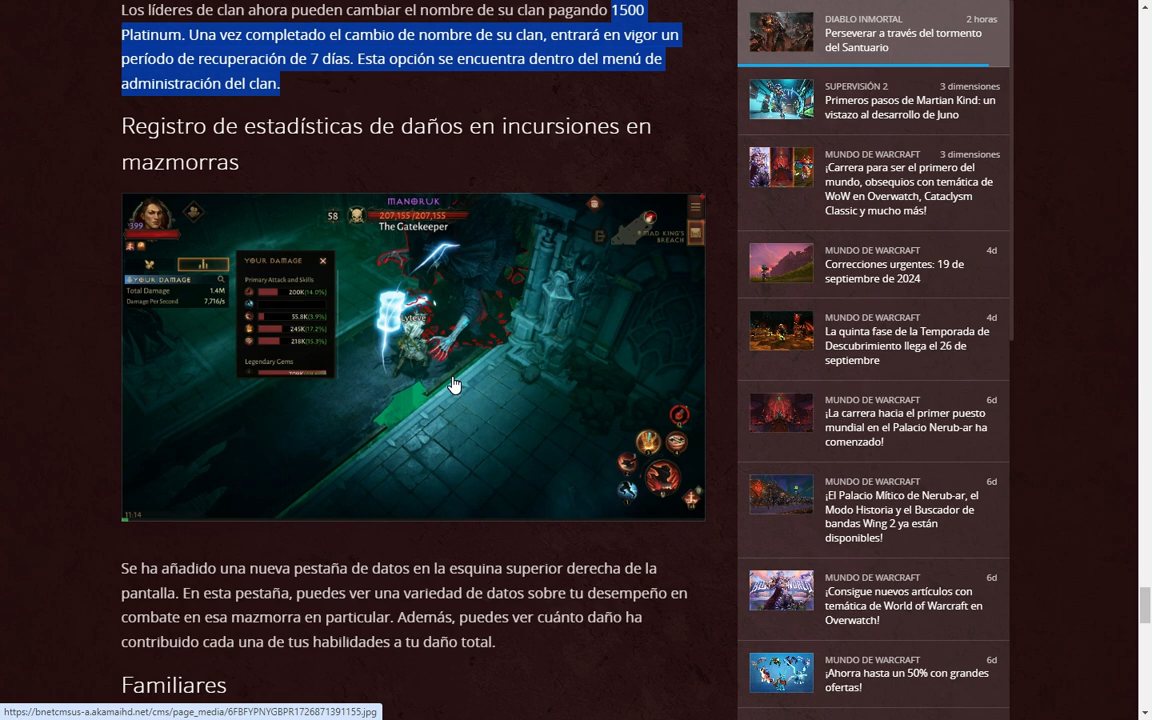 Los líderes de clan ahora pueden cambiar el nombre de su clan pagando 1500
Platinum. Una vez completado el cambio de nombre de su clan, entrará en vigor un
período de recuperación de 7 días. Esta opción se encuentra dentro del menú de
administración del clan.
Registro de estadísticas de daños en incursiones en
mazmorras
399
58
MANORUK
207,155 /207,155
The Gatekeeper
MAD KING'S
BREACH
YOUR DAMAGE
Total Damage 1.4M
Damage Per Second 7,716/s
YOUR DAMAGE
Primary Attack and Skills
200K(14.0%)
55.8K(3.9%)
245K(17.2%)
218K(15.3%)
Legendary Gems
Lyteve
11:14
Se ha añadido una nueva pestaña de datos en la esquina superior derecha de la
pantalla. En esta pestaña, puedes ver una variedad de datos sobre tu desempeño en
combate en esa mazmorra en particular. Además, puedes ver cuánto daño ha
contribuido cada una de tus habilidades a tu daño total.
Familiares
DIABLO INMORTAL 2 horas
Perseverar a través del tormento
del Santuario
SUPERVISIÓN 2 3 dimensiones
Primeros pasos de Martian Kind: un
vistazo al desarrollo de Juno
MUNDO DE WARCRAFT 3 dimensiones
¡Carrera para ser el primero del
mundo, obsequios con temática de
WoW en Overwatch, Cataclysm
Classic y mucho más!
MUNDO DE WARCRAFT 4d
Correcciones urgentes: 19 de
septiembre de 2024
MUNDO DE WARCRAFT 4d
La quinta fase de la Temporada de
Descubrimiento llega el 26 de
septiembre
MUNDO DE WARCRAFT 6d
¡La carrera hacia el primer puesto
mundial en el Palacio Nerub-ar ha
comenzado!
MUNDO DE WARCRAFT 6d
¡El Palacio Mítico de Nerub-ar, el
Modo Historia y el Buscador de
bandas Wing 2 ya están
disponibles!
MUNDO DE WARCRAFT 6d
¡Consigue nuevos artículos con
temática de World of Warcraft en
Overwatch!
MUNDO DE WARCRAFT 6d
¡Ahorra hasta un 50% con grandes
ofertas!
https://bnetcmsus-a.akamaihd.net/cms/page_media/6FBFYPNYGBPR1726871391155.jpg